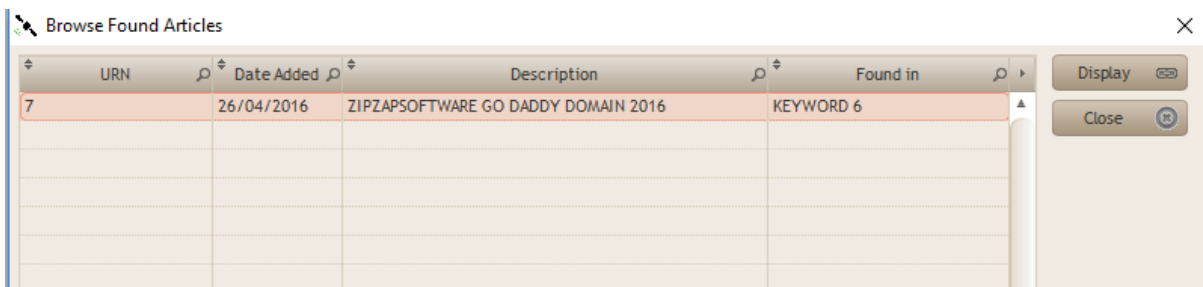 Browse Found Articles
URN Date Added Description Found in
Display
7 26/04/2016 ZIPZAPSOFTWARE GO DADDY DOMAIN 2016 KEYWORD 6
Close